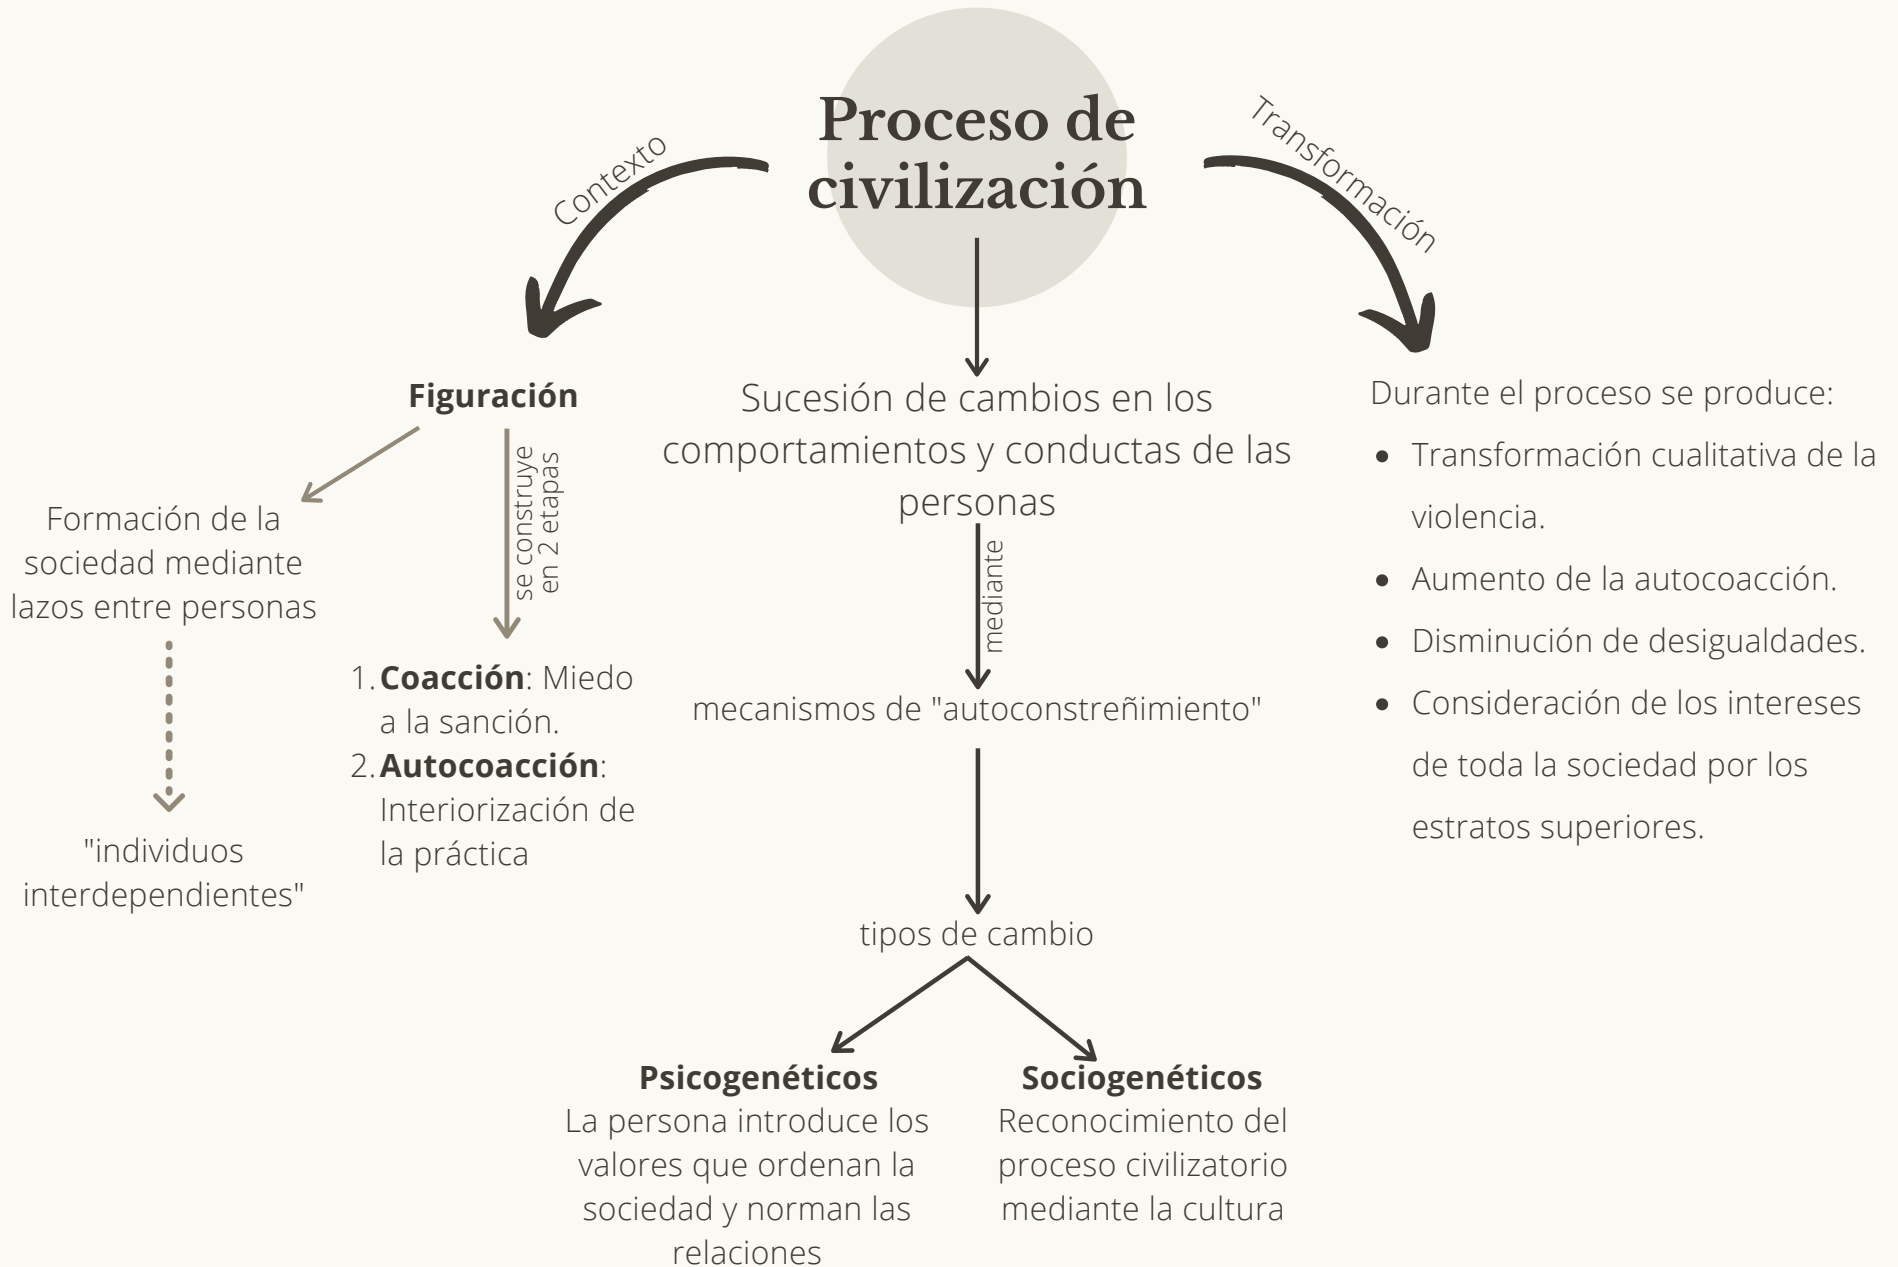 Proceso de
civilización
Contexto
Transformación
Figuración
se construye
en 2 etapas
Formación de la
sociedad mediante
lazos entre personas
"individuos
interdependientes"
1. Coacción: Miedo
a la sanción.
2. Autocoacción:
Interiorización de
la práctica
Sucesión de cambios en los
comportamientos y conductas de las
personas
mediante
mecanismos de "autoconstreñimiento"
tipos de cambio
Psicogenéticos
La persona introduce los
valores que ordenan la
sociedad y norman las
relaciones
Sociogenéticos
Reconocimiento del
proceso civilizatorio
mediante la cultura
Durante el proceso se produce:
• Transformación cualitativa de la
violencia.
• Aumento de la autocoacción.
• Disminución de desigualdades.
• Consideración de los intereses
de toda la sociedad por los
estratos superiores.